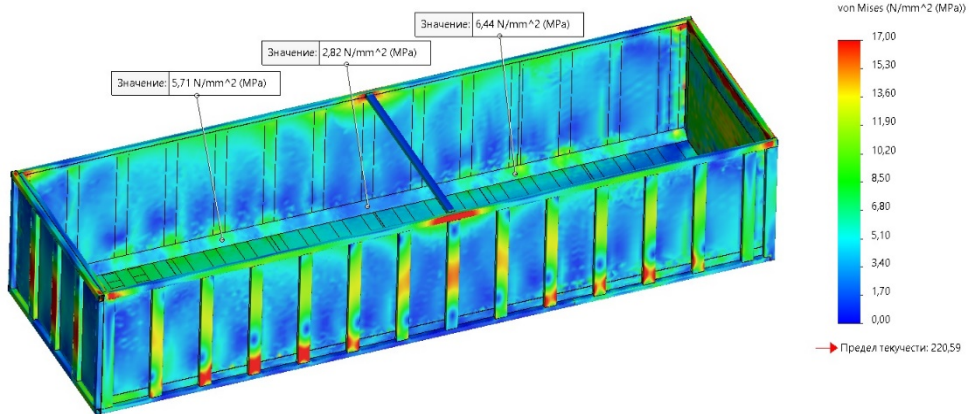 von Mises (N/mm^2 (MPa))
Значение: 6,44 N/mm^2 (MPa)
Значение: 2,82 N/mm^2 (MPa)
Значение: 5,71 N/mm^2 (MPa)
17,00
15,30
13,60
11,90
10,20
8,50
6,80
5,10
3,40
1,70
0,00
Предел текучести: 220,59